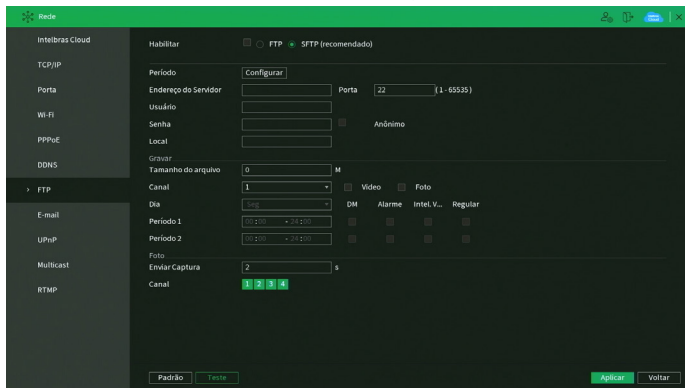 Rede
Intelbras Cloud
TCP/IP
Porta
Wi-Fi
PPPoE
DDNS
> FTP
E-mail
UPnP
Multicast
RTMP
Habilitar FTP SFTP (recomendado)
Período Configurar
Endereço do Servidor Porta 22 (1 - 65535)
Usuário
Senha Anônimo
Local
Gravar
Tamanho do arquivo 0 M
Canal 1 Vídeo Foto
Dia Seg DM Alarme Intel. V... Regular
Período 1 00:00 - 24:00
Período 2 00:00 - 24:00
Foto
Enviar Captura 2 s
Canal 1 2 3 4
Padrão Teste Aplicar Voltar